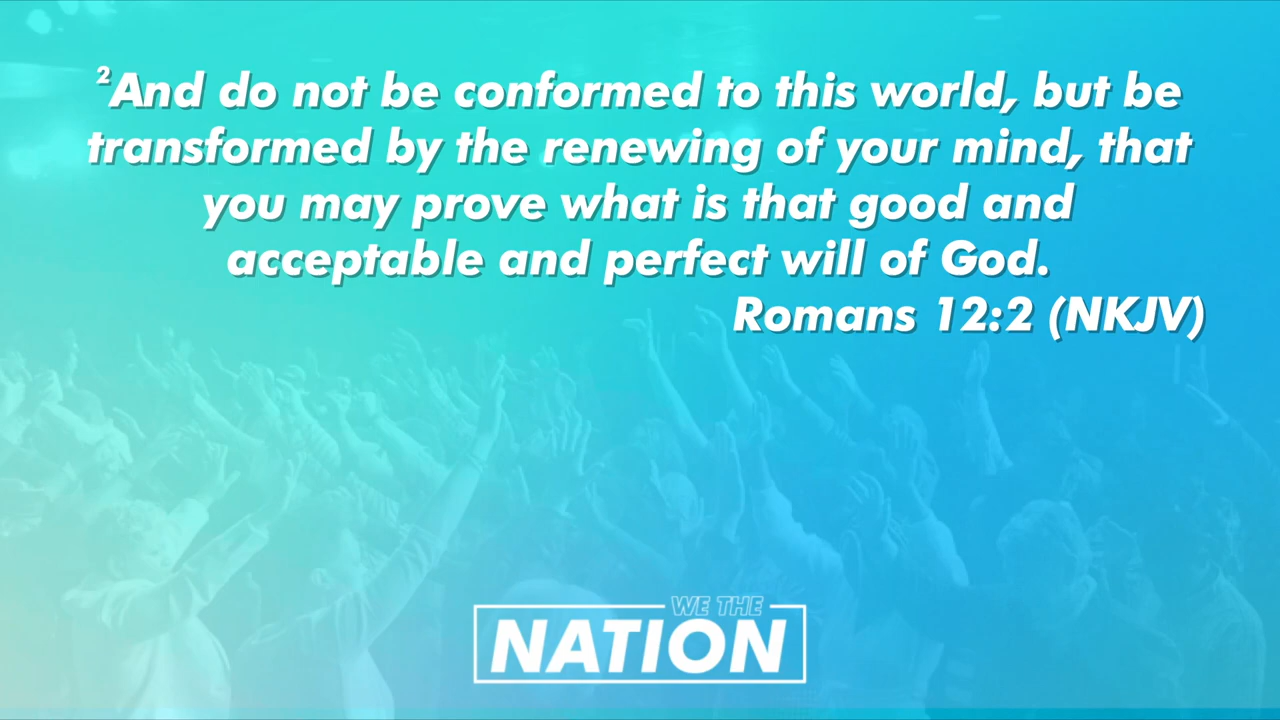 ²And do not be conformed to this world, but be
transformed by the renewing of your mind, that
you may prove what is that good and
acceptable and perfect will of God.
Romans 12:2 (NKJV)
WE THE
NATION